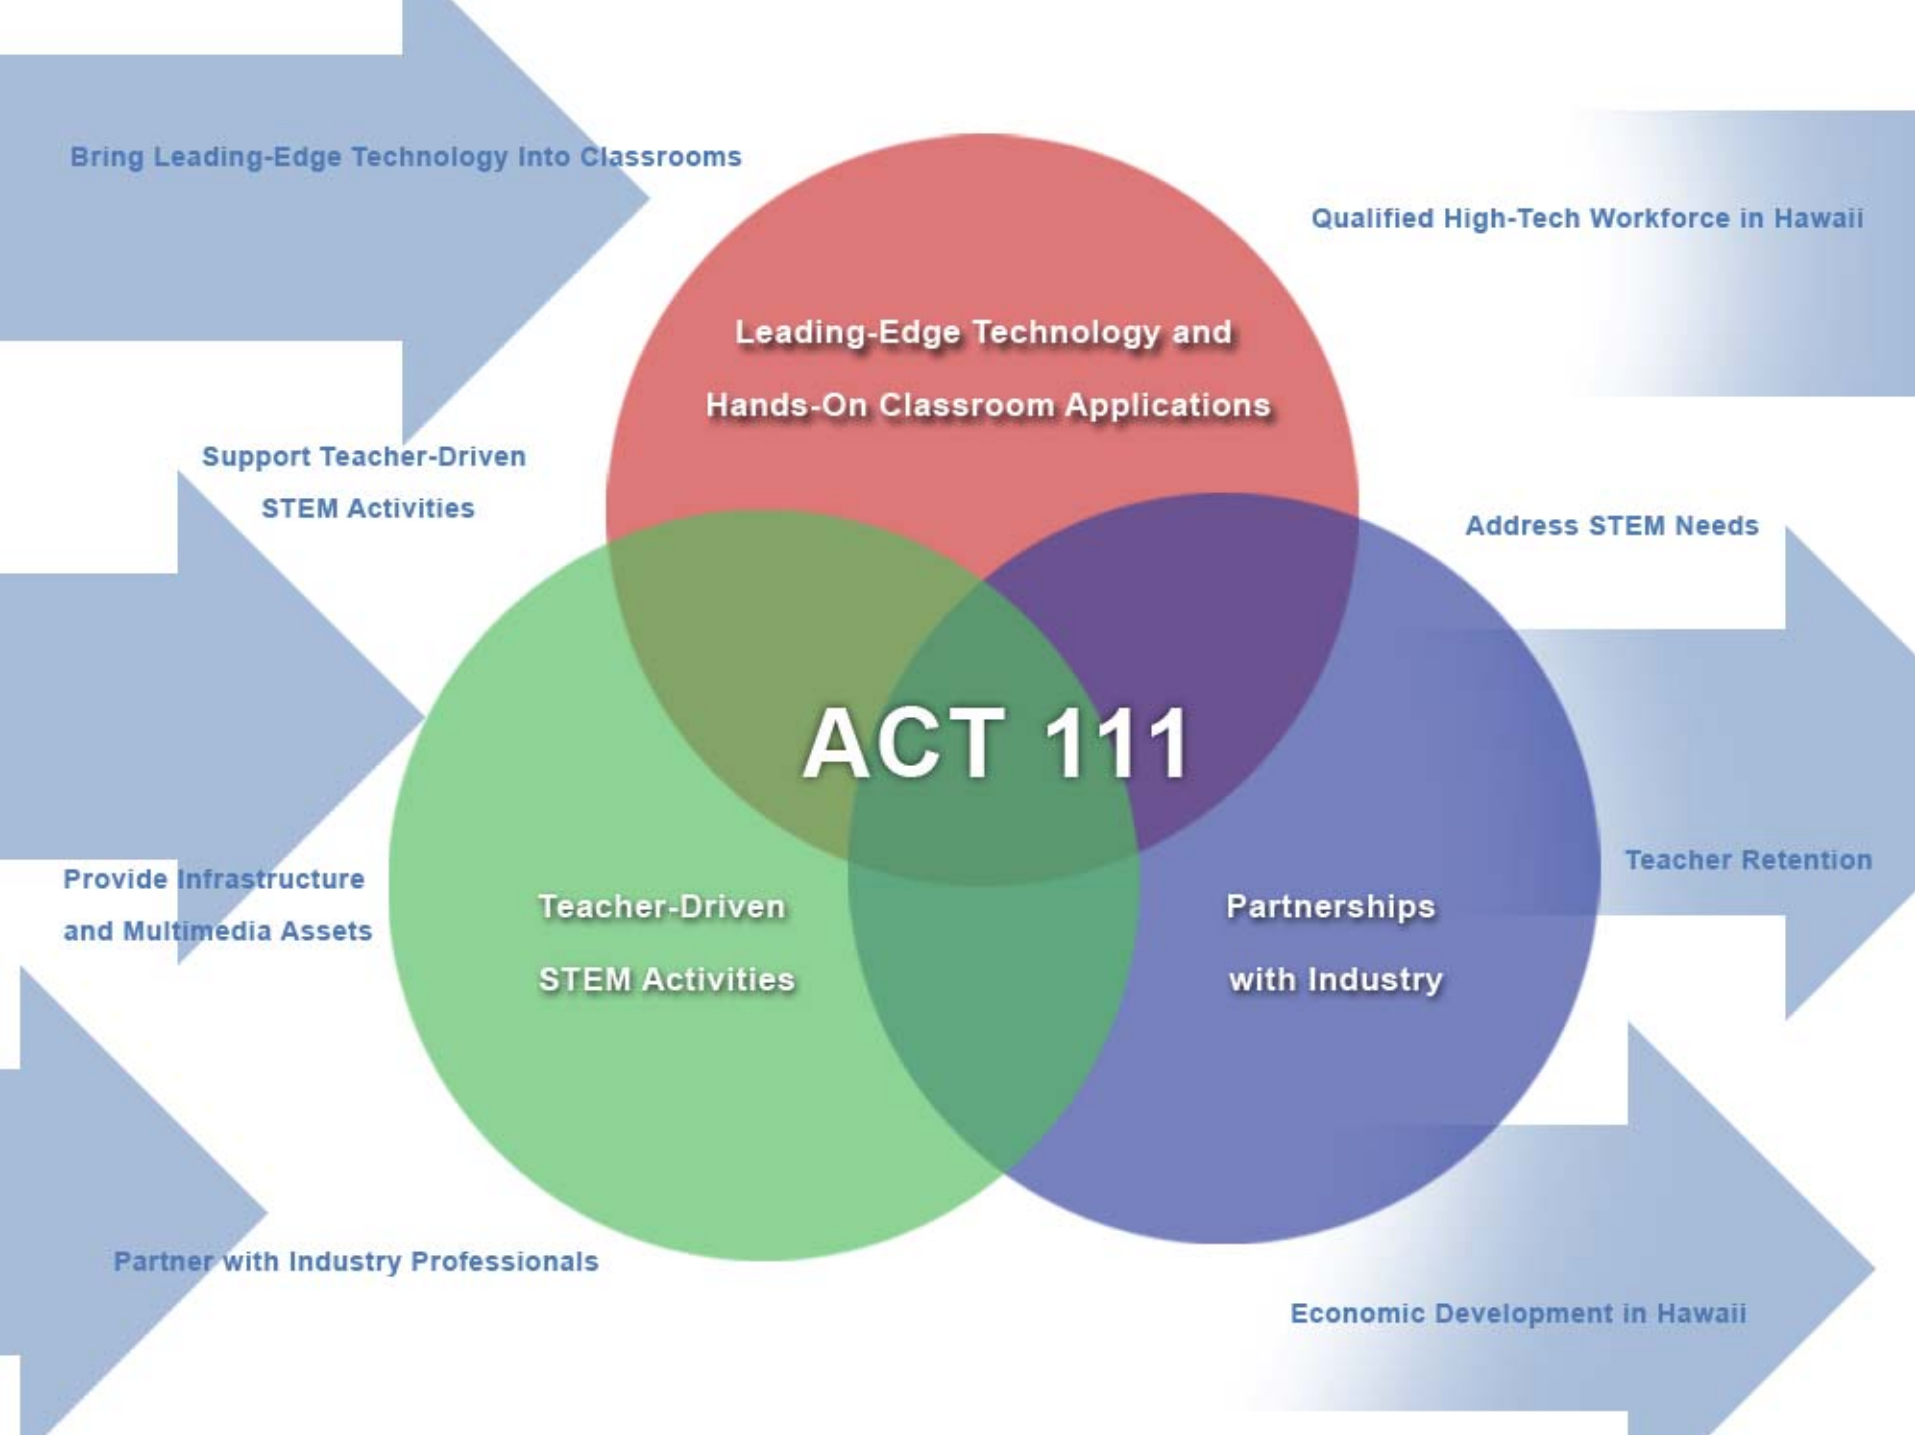 Bring Leading-Edge Technology Into Classrooms
Qualified High-Tech Workforce in Hawaii
Leading-Edge Technology and
Hands-On Classroom Applications
Support Teacher-Driven
STEM Activities
Address STEM Needs
ACT 111
Teacher Retention
Provide Infrastructure
and Multimedia Assets
Teacher-Driven
STEM Activities
Partnerships
with Industry
Partner with Industry Professionals
Economic Development in Hawaii